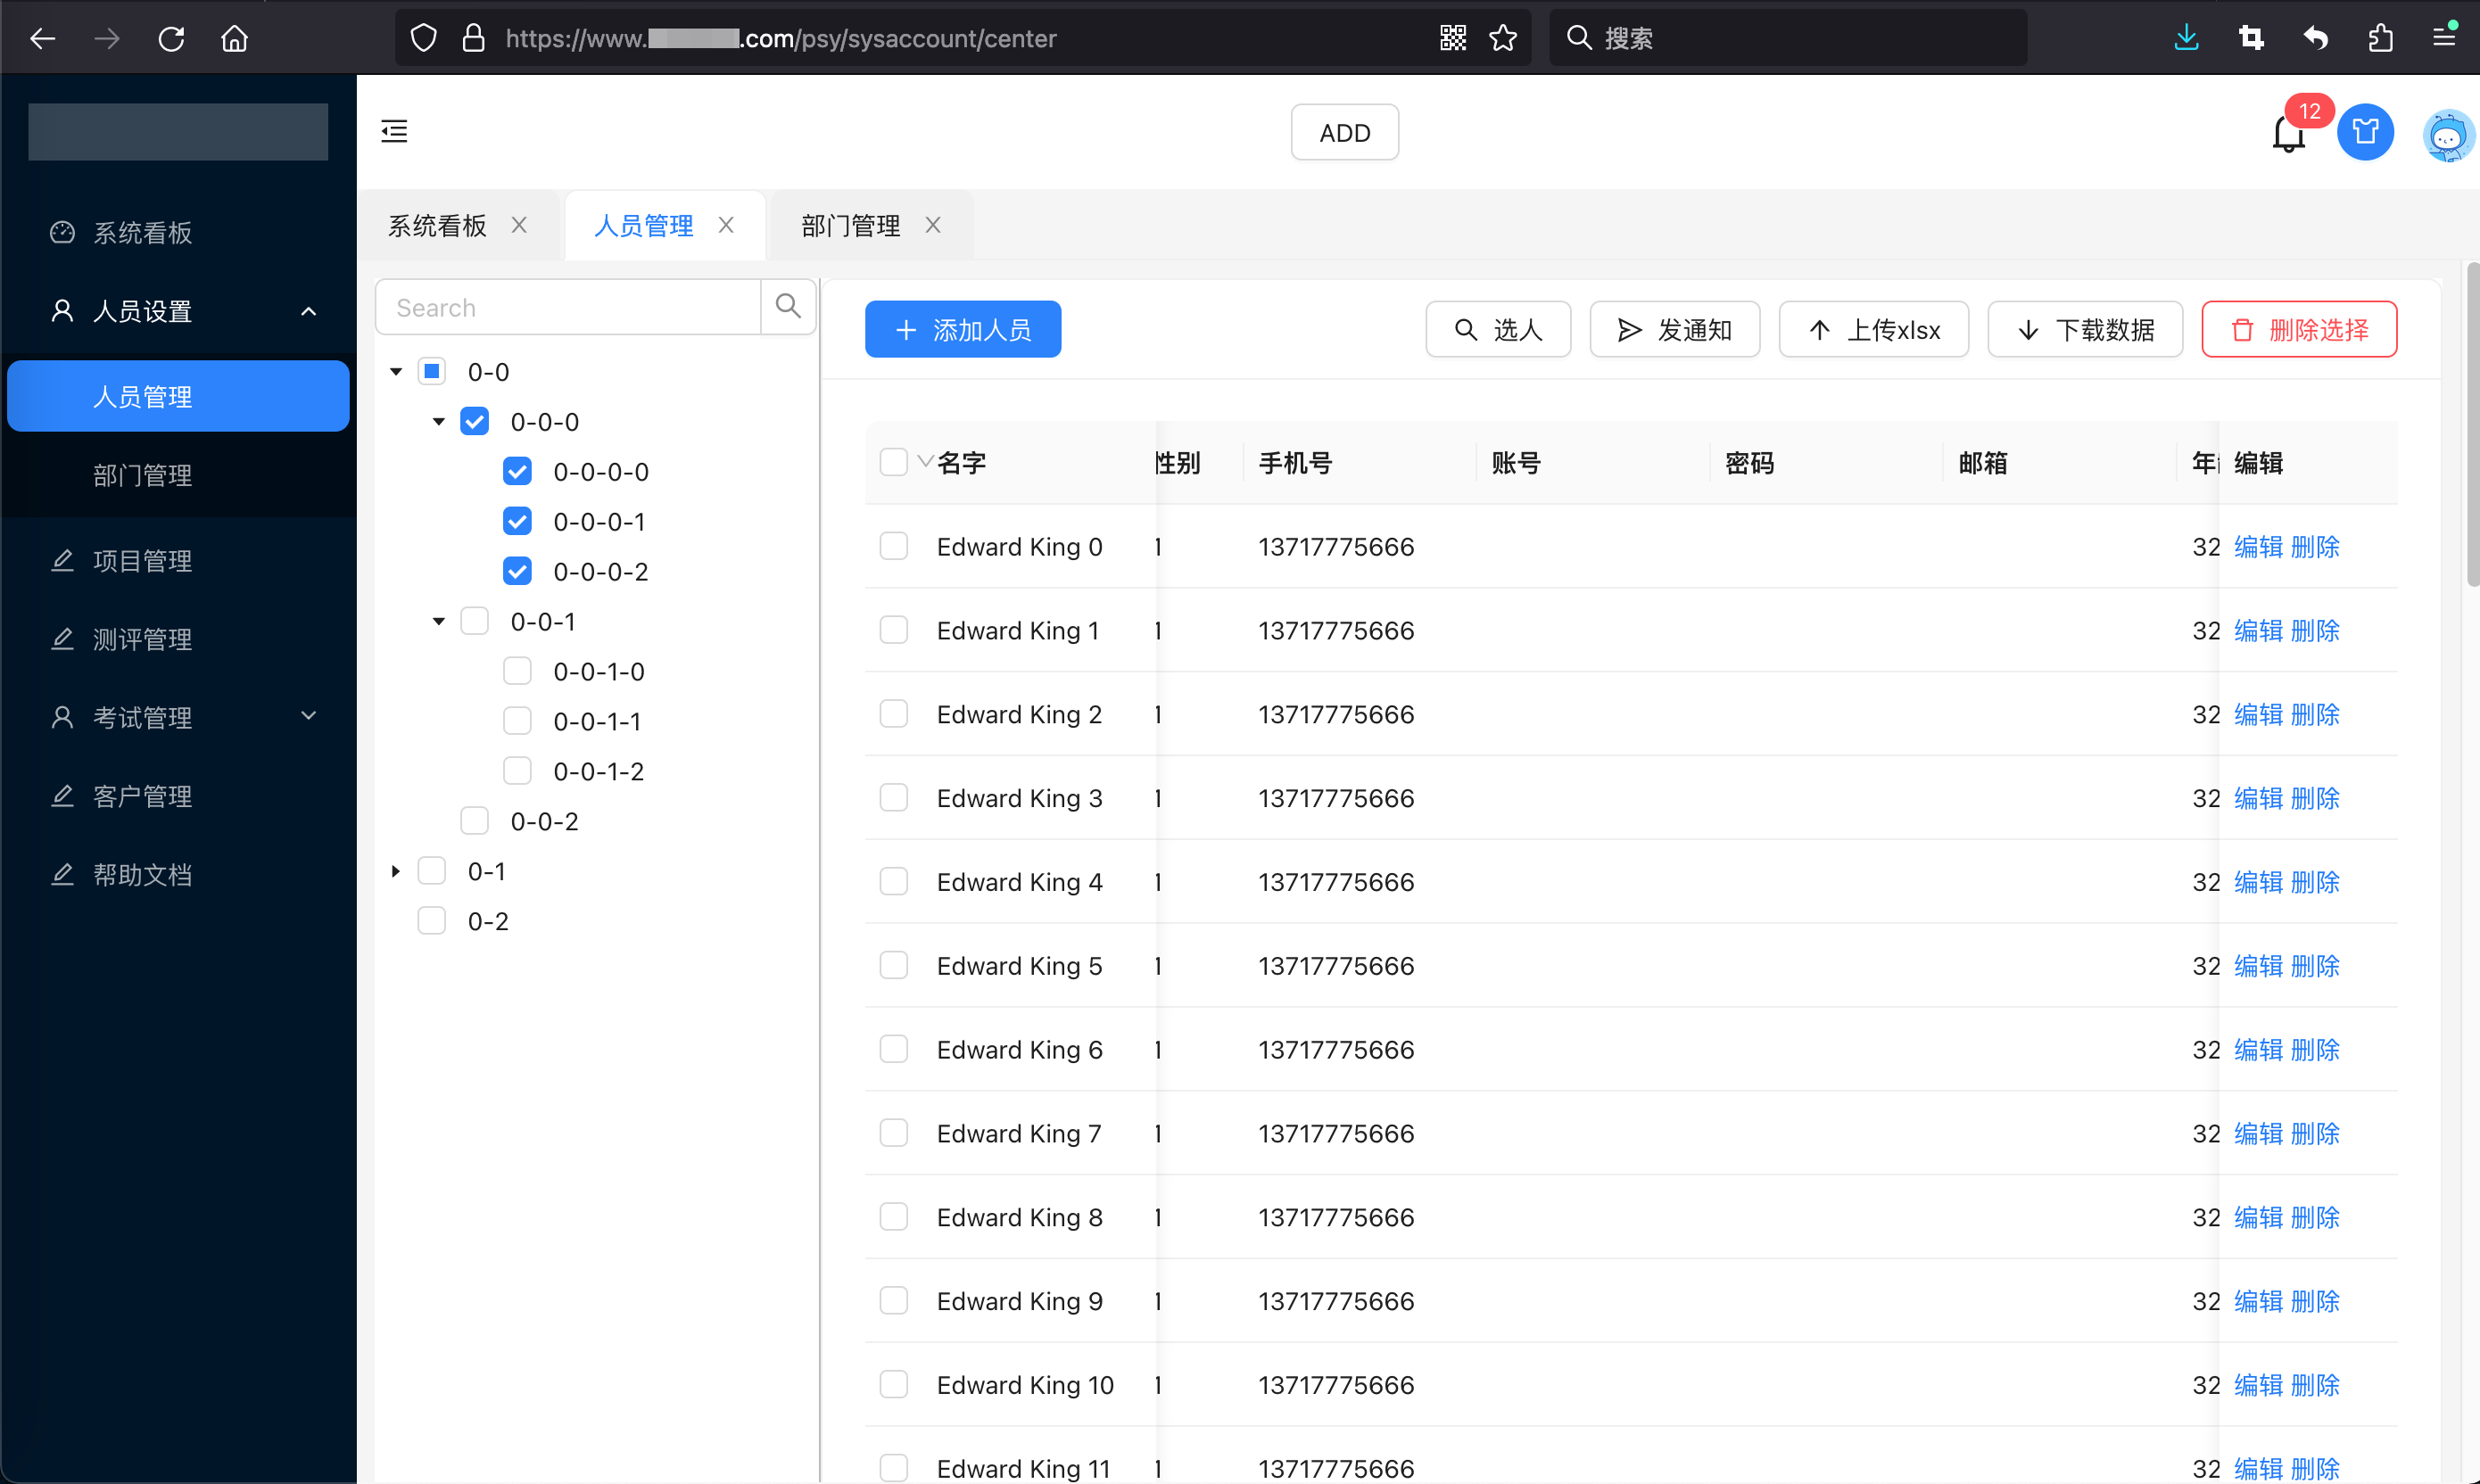 https://www.
.com/psy/sysaccount/center
搜索
ADD
12
系统看板
人员设置
人员管理
部门管理
项目管理
测评管理
考试管理
客户管理
帮助文档
系统看板
人员管理
部门管理
Search
0-0
0-0-0
0-0-0-0
0-0-0-1
0-0-0-2
0-0-1
0-0-1-0
0-0-1-1
0-0-1-2
0-0-2
0-1
0-2
添加人员
选人
发通知
上传xlsx
下载数据
删除选择
名字 性别 手机号 账号 密码 邮箱 年 编辑
Edward King 0 1 13717775666 32 编辑 删除
Edward King 1 1 13717775666 32 编辑 删除
Edward King 2 1 13717775666 32 编辑 删除
Edward King 3 1 13717775666 32 编辑 删除
Edward King 4 1 13717775666 32 编辑 删除
Edward King 5 1 13717775666 32 编辑 删除
Edward King 6 1 13717775666 32 编辑 删除
Edward King 7 1 13717775666 32 编辑 删除
Edward King 8 1 13717775666 32 编辑 删除
Edward King 9 1 13717775666 32 编辑 删除
Edward King 10 1 13717775666 32 编辑 删除
Edward King 11 1 13717775666 32 编辑 删除